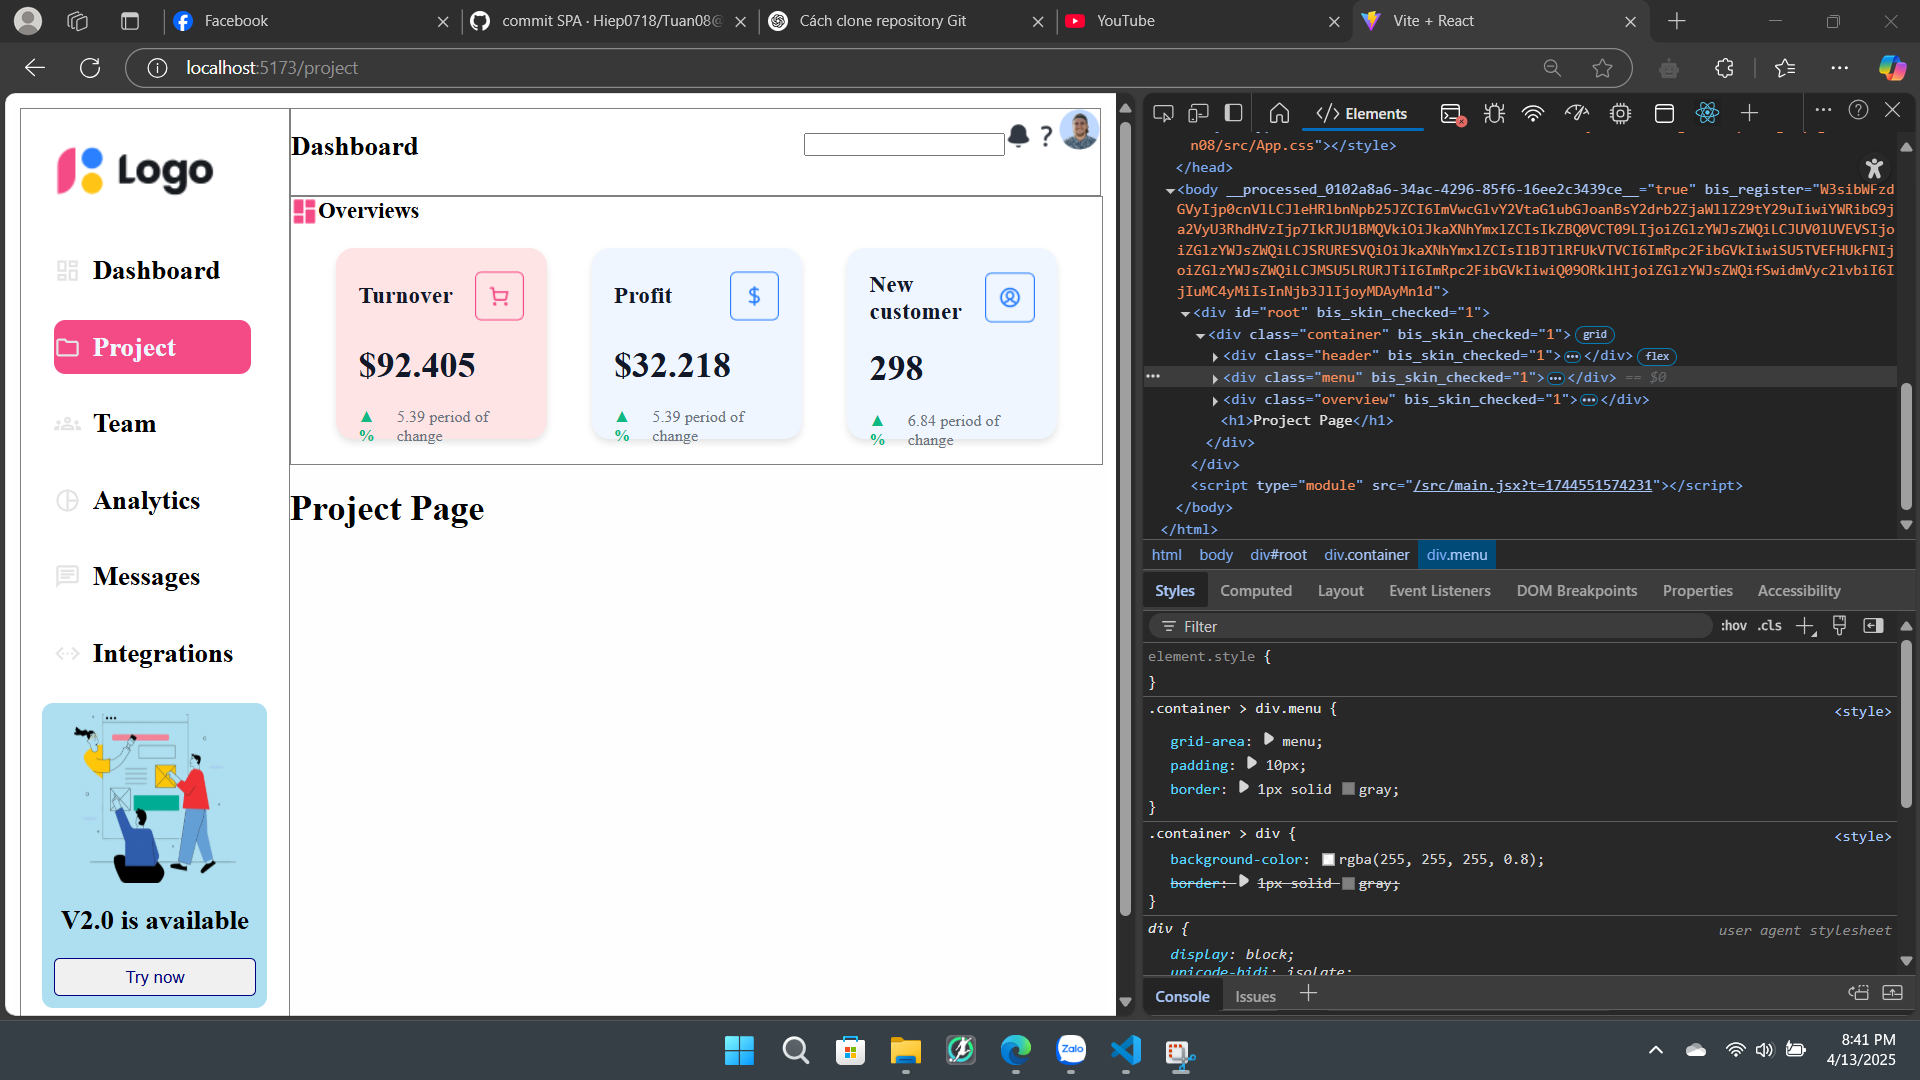 Facebook
commit SPA · Hiep0718/Tuan08@
Cách clone repository Git
YouTube
Vite + React
localhost:5173/project
Logo
Dashboard
Project
Team
Analytics
Messages
Integrations
V2.0 is available
Try now
Dashboard
?
Overviews
Turnover
$92.405
▲ 5.39 period of
% change
Profit
$
$32.218
▲ 5.39 period of
% change
New
customer
298
▲ 6.84 period of
% change
Project Page
Elements
n08/src/App.css"></style>
</head>
<body __processed_0102a8a6-34ac-4296-85f6-16ee2c3439ce__="true" bis_register="W3sibWFzd
<div id="root" bis_skin_checked="1">
<div class="container" bis_skin_checked="1"> grid
<div class="header" bis_skin_checked="1"> ••• </div> flex
••• <div class="menu" bis_skin_checked="1"> ••• </div> == $0
<div class="overview" bis_skin_checked="1"> ••• </div>
<h1>Project Page</h1>
</div>
</div>
<script type="module" src="/src/main.jsx?t=1744551574231"></script>
</body>
</html>
html body div#root div.container div.menu
Styles Computed Layout Event Listeners DOM Breakpoints Properties Accessibility
Filter :hov .cls
element.style {
}
.container > div.menu { <style>
grid-area: menu;
padding: 10px;
border: 1px solid gray;
}
.container > div { <style>
background-color: rgba(255, 255, 255, 0.8);
border: 1px solid gray;
}
div { user agent stylesheet
display: block;
unicode-bidi: isolate;
Console Issues
Zalo
8:41 PM
4/13/2025